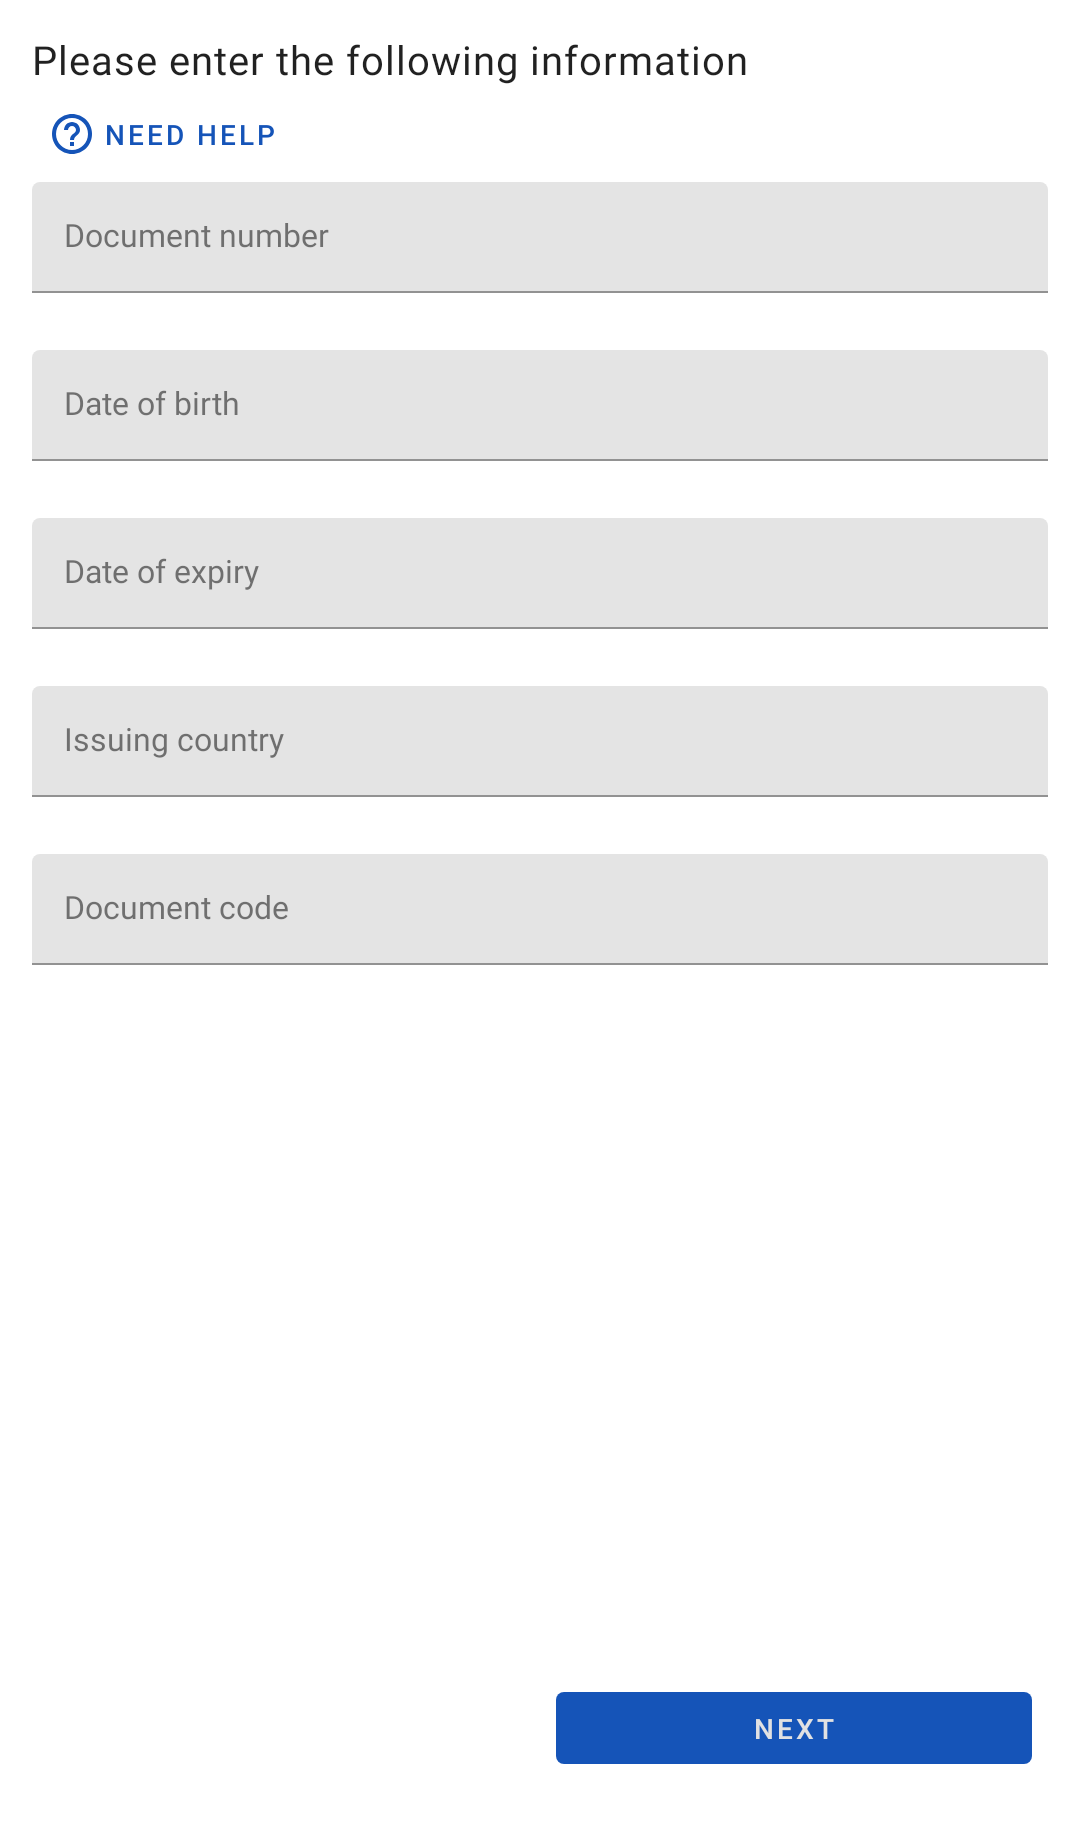 Please enter the following information
NEED HELP
Document number
Date of birth
Date of expiry
Issuing country
Document code
NEXT